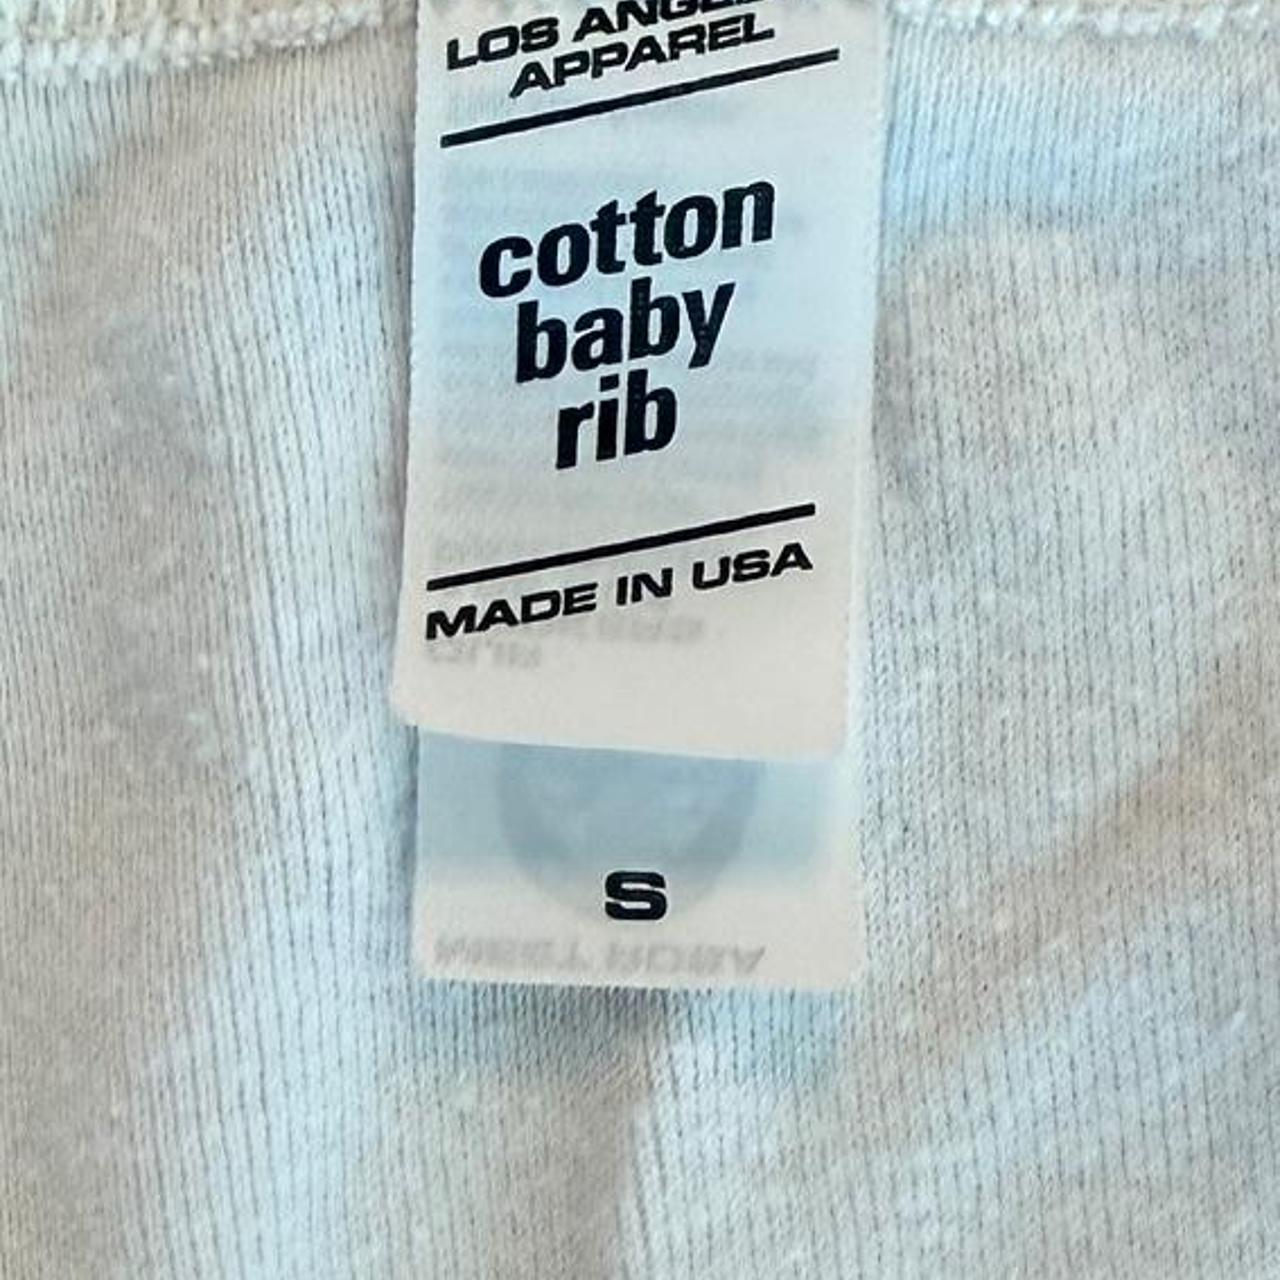 LOS ANGELES
APPAREL
cotton
baby
rib
MADE IN USA
S